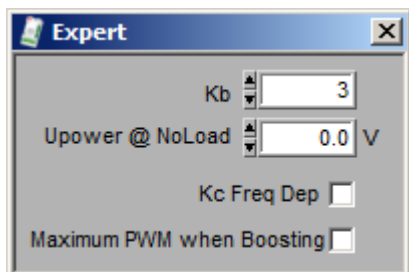 Expert
Kb 3
Upower @ NoLoad 0.0 V
Kc Freq Dep
Maximum PWM when Boosting